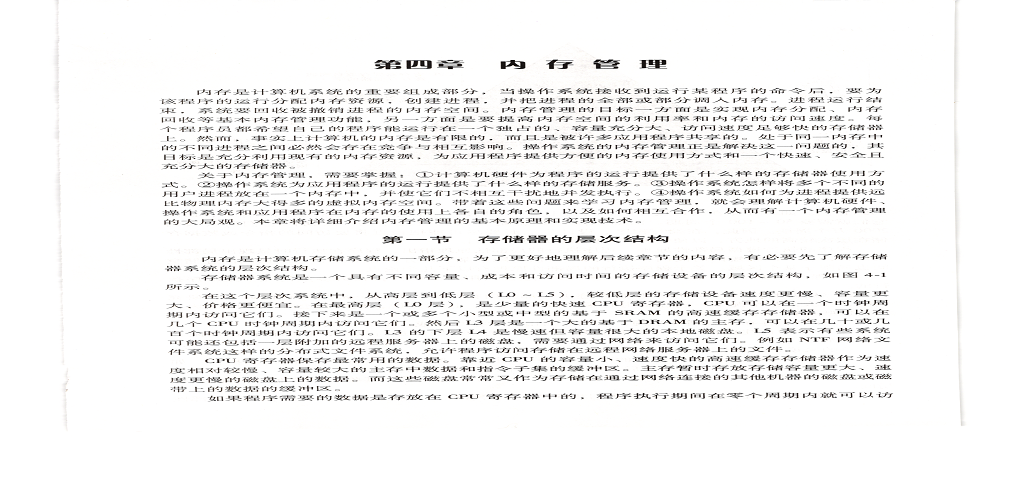 第四章 内存管理
内存是计算机系统的重要组成部分，当操作系统接收到运行某程序的命令后，要为
该程序的运行分配内存资源，创建进程，并把进程的全部或部分调入内存。进程运行结
束，系统要回收被撤销进程的内存空间。内存管理的目标一方面是实现内存分配、内存
回收等基本内存管理功能，另一方面是要提高内存空间的利用率和内存的访问速度。每
个程序员都希望自己的程序能运行在一个独占的、容量充分大、访问速度足够快的存储器
上。然而，事实上计算机的内存是有限的，而且是被许多应用程序共享的。处于同一内存中
的不同进程之间必然会存在竞争与相互影响。操作系统的内存管理正是解决这一问题的，其
目标是充分利用现有的内存资源，为应用程序提供方便的内存使用方式和一个快速、安全且
充分大的存储器。
关于内存管理，需要掌握：①计算机硬件为程序的运行提供了什么样的存储器使用方
式。②操作系统为应用程序的运行提供了什么样的存储服务。③操作系统怎样将多个不同的
用户进程放在一个内存中，并使它们不相互干扰地并发执行。④操作系统如何为进程提供远
比物理内存大得多的虚拟内存空间。带着这些问题来学习内存管理，就会理解计算机硬件、
操作系统和应用程序在内存的使用上各自的角色，以及如何相互合作，从而有一个内存管理
的大局观。本章将详细介绍内存管理的基本原理和实现技术。
第一节 存储器的层次结构
内存是计算机存储系统的一部分，为了更好地理解后续章节的内容，有必要先了解存储
器系统的层次结构。
存储器系统是一个具有不同容量、成本和访问时间的存储设备的层次结构，如图 4-1
所示。
在这个层次系统中，从高层到低层（L0～L5），较低层的存储设备速度更慢、容量更
大、价格更便宜。在最高层（L0 层），是少量的快速 CPU 寄存器，CPU 可以在一个时钟周
期内访问它们。接下来是一个或多个小型或中型的基于 SRAM 的高速缓存存储器，可以在
几个 CPU 时钟周期内访问它们。然后 L3 层是一个大的基于 DRAM 的主存，可以在几十或几
百个时钟周期内访问它们。L3 的下层 L4 是慢速但容量很大的本地磁盘。L5 表示有些系统
可能还包括一层附加的远程服务器上的磁盘，需要通过网络来访问它们。例如 NTF 网络文
件系统这样的分布式文件系统，允许程序访问存储在远程网络服务器上的文件。
CPU 寄存器保存最常用的数据。靠近 CPU 的容量小、速度快的高速缓存存储器作为速
度相对较慢、容量较大的主存中数据和指令子集的缓冲区。主存暂时存放存储容量更大、速
度更慢的磁盘上的数据。而这些磁盘常常又作为存储在通过网络连接的其他机器的磁盘或磁
带上的数据的缓冲区。
如果程序需要的数据是存放在 CPU 寄存器中的，程序执行期间在零个周期内就可以访